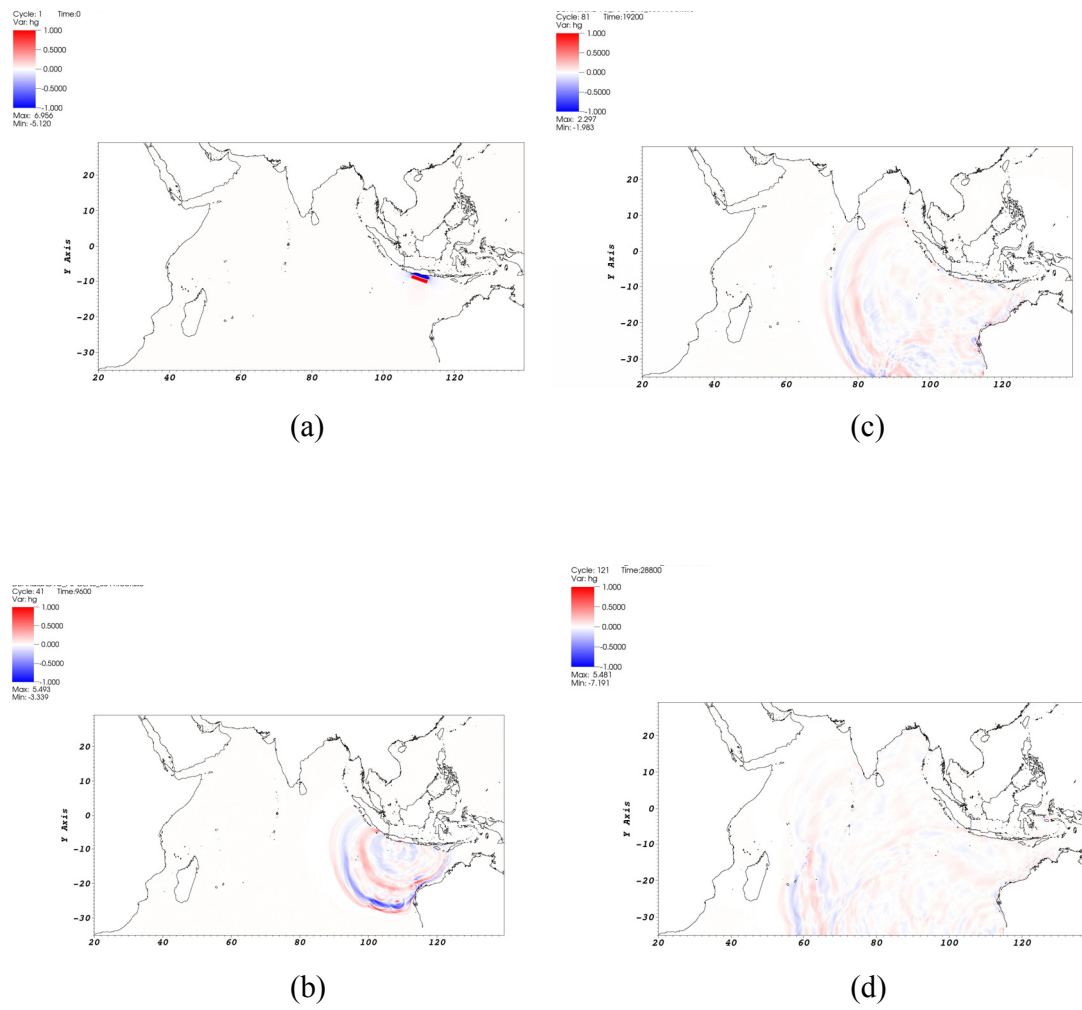 Cycle: 1 Time:0
Var: hg
1.000
0.5000
0.000
-0.5000
-1.000
Max: 6.956
Min: -5.120
20
10
0
-10
-20
-30
Y Axis
20 40 60 80 100 120
(a)
Cycle: 81 Time:19200
Var: hg
1.000
0.5000
0.000
-0.5000
-1.000
Max: 2.297
Min: -1.983
20
10
0
-10
-20
-30
Y Axis
20 40 60 80 100 120
(c)
Cycle: 41 Time:9600
Var: hg
1.000
0.5000
0.000
-0.5000
-1.000
Max: 5.493
Min: -3.339
20
10
0
-10
-20
-30
Y Axis
20 40 60 80 100 120
(b)
Cycle: 121 Time:28800
Var: hg
1.000
0.5000
0.000
-0.5000
-1.000
Max: 5.481
Min: -7.191
20
10
0
-10
-20
-30
Y Axis
20 40 60 80 100 120
(d)